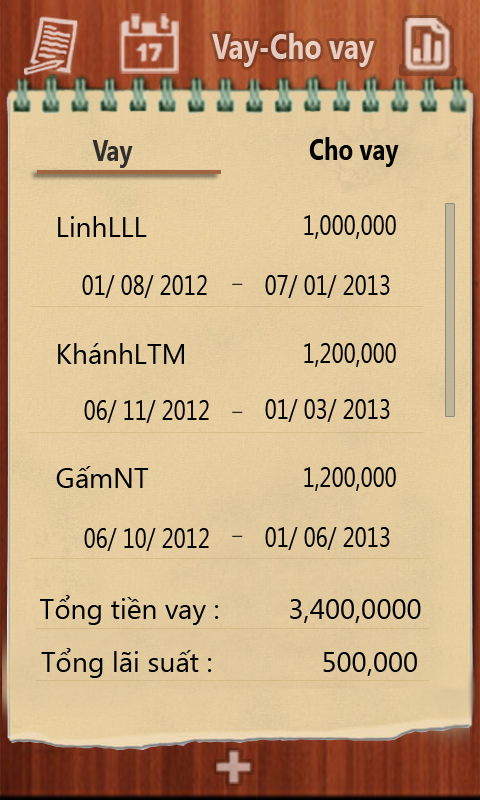 17 Vay-Cho vay
Vay Cho vay
LinhLLL 1,000,000
01/ 08/ 2012 – 07/ 01/ 2013
KhánhLTM 1,200,000
06/ 11/ 2012 – 01/ 03/ 2013
GấmNT 1,200,000
06/ 10/ 2012 – 01/ 06/ 2013
Tổng tiền vay : 3,400,0000
Tổng lãi suất : 500,000